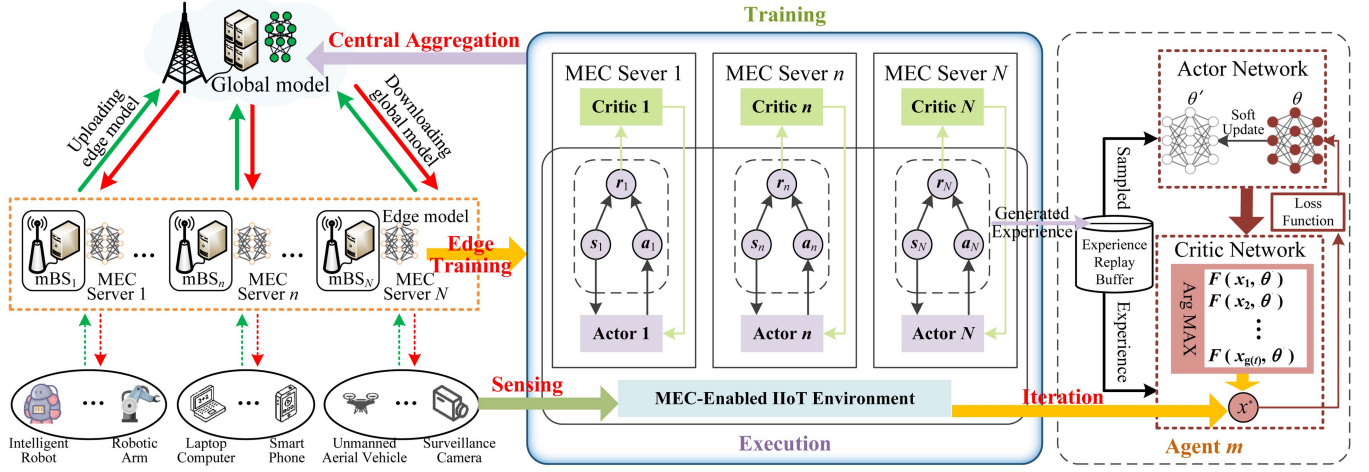 Training
Central Aggregation
Global model
Uploading
edge model
Downloading
global model
Edge model
mBS1
MEC
Server 1
...
mBSn
MEC
Server n
...
mBSN
MEC
Server N
Edge
Training
...
...
...
Intelligent
Robot
Robotic
Arm
Laptop
Computer
Smart
Phone
Unmanned
Aerial Vehicle
Surveillance
Camera
Sensing
MEC Sever 1
Critic 1
r1
s1
a1
Actor 1
MEC Sever n
Critic n
rn
sn
an
Actor n
MEC Sever N
Critic N
rN
sN
aN
Actor N
MEC-Enabled IIoT Environment
Execution
Generated
Experience
Iteration
Sampled
Experience
Replay
Buffer
Experience
Actor Network
θ′
θ
Soft
Update
Loss
Function
Critic Network
Arg MAX
F ( x1, θ )
F ( x2, θ )
⋮
F ( xg(t), θ )
x*
Agent m